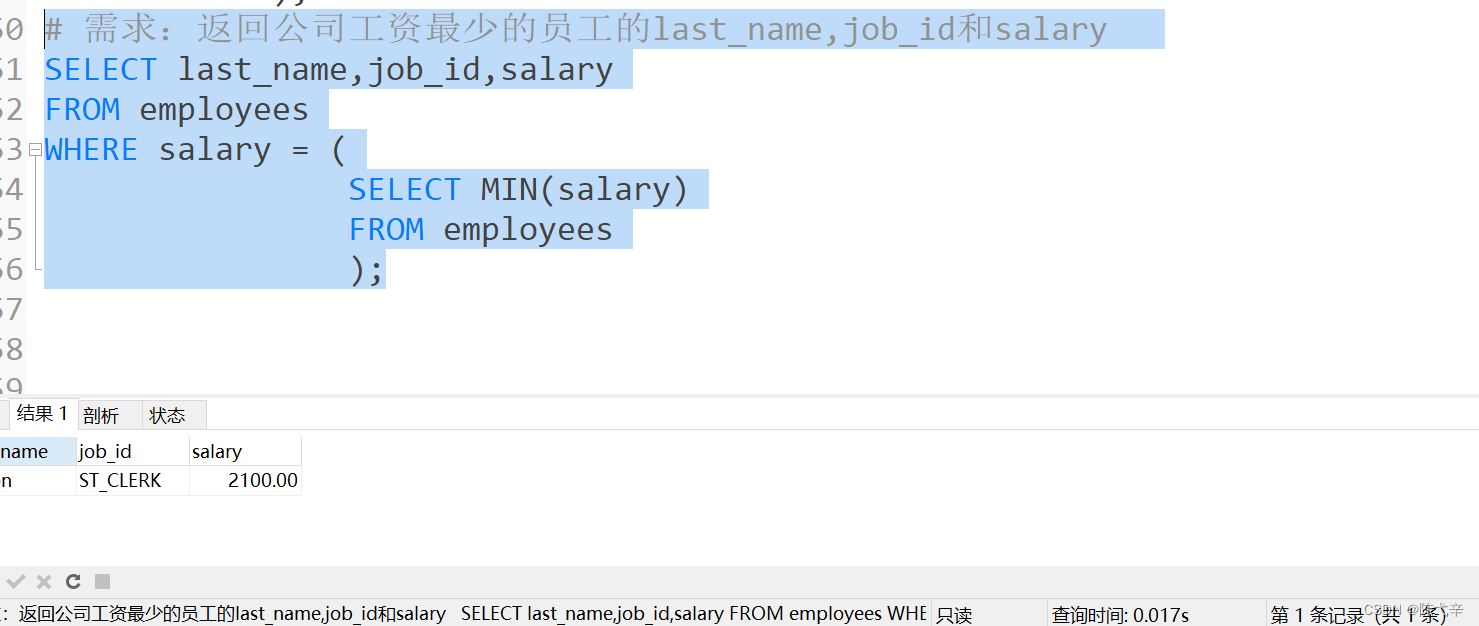 );
50
# 需求：返回公司工资最少的员工的last_name,job_id和salary
51
SELECT last_name,job_id,salary
52
FROM employees
53
WHERE salary = (
54
SELECT MIN(salary)
55
FROM employees
56
);
57
58
59
结果 1 剖析 状态
name job_id salary
n ST_CLERK 2100.00
：返回公司工资最少的员工的last_name,job_id和salary SELECT last_name,job_id,salary FROM employees WHE 只读 查询时间: 0.017s 第 1 条记录 (共 1 条)